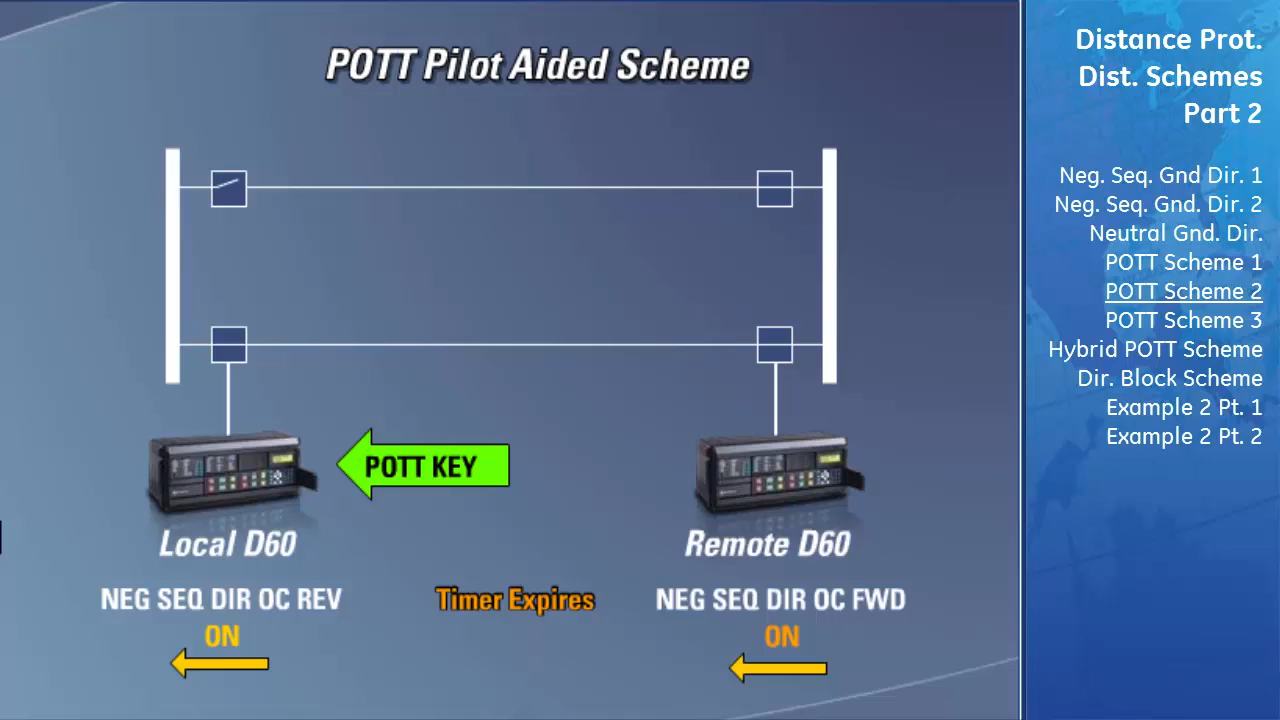 POTT Pilot Aided Scheme
POTT KEY
Local D60
Remote D60
NEG SEQ DIR OC REV
Timer Expires
NEG SEQ DIR OC FWD
ON
ON
Distance Prot.
Dist. Schemes
Part 2
Neg. Seq. Gnd Dir. 1
Neg. Seq. Gnd. Dir. 2
Neutral Gnd. Dir.
POTT Scheme 1
POTT Scheme 2
POTT Scheme 3
Hybrid POTT Scheme
Dir. Block Scheme
Example 2 Pt. 1
Example 2 Pt. 2